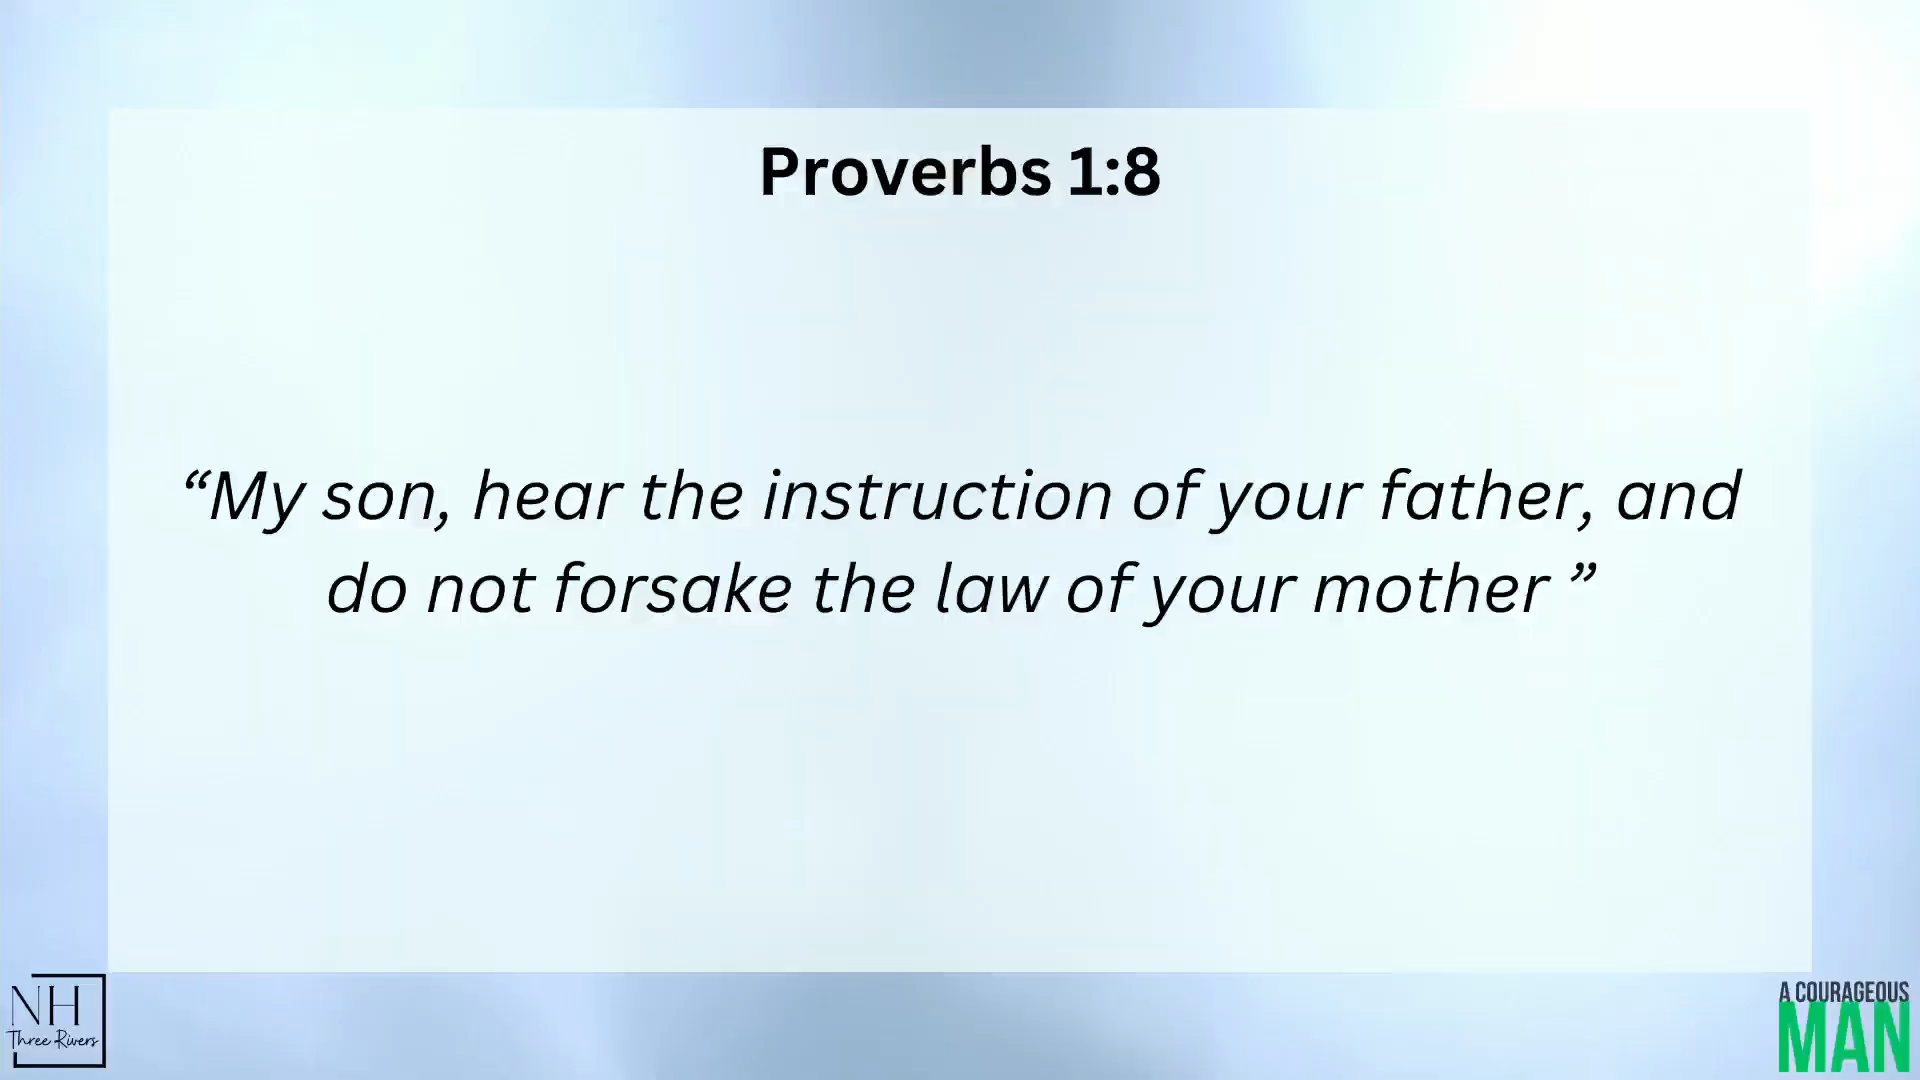 Proverbs 1:8
“My son, hear the instruction of your father, and
do not forsake the law of your mother ”
NH
Three Rivers
A COURAGEOUS
MAN